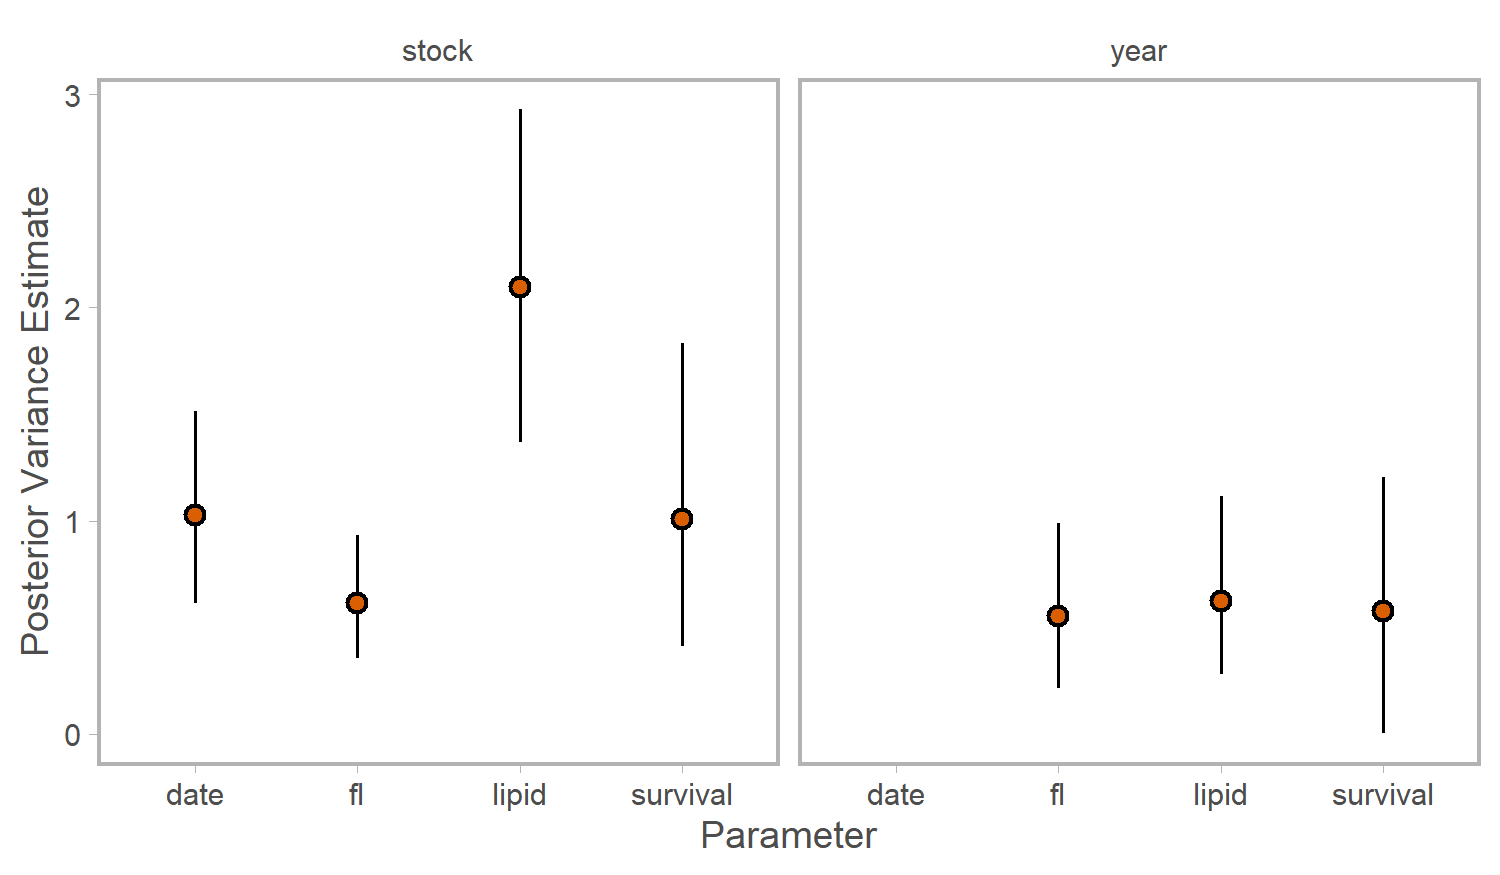 stock
year
Posterior Variance Estimate
3
2
1
0
date fl lipid survival
date fl lipid survival
Parameter